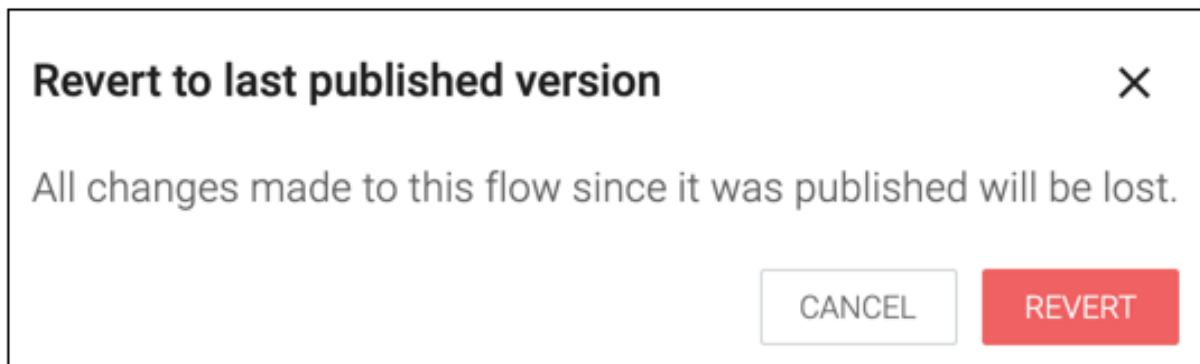 Revert to last published version
All changes made to this flow since it was published will be lost.
CANCEL REVERT